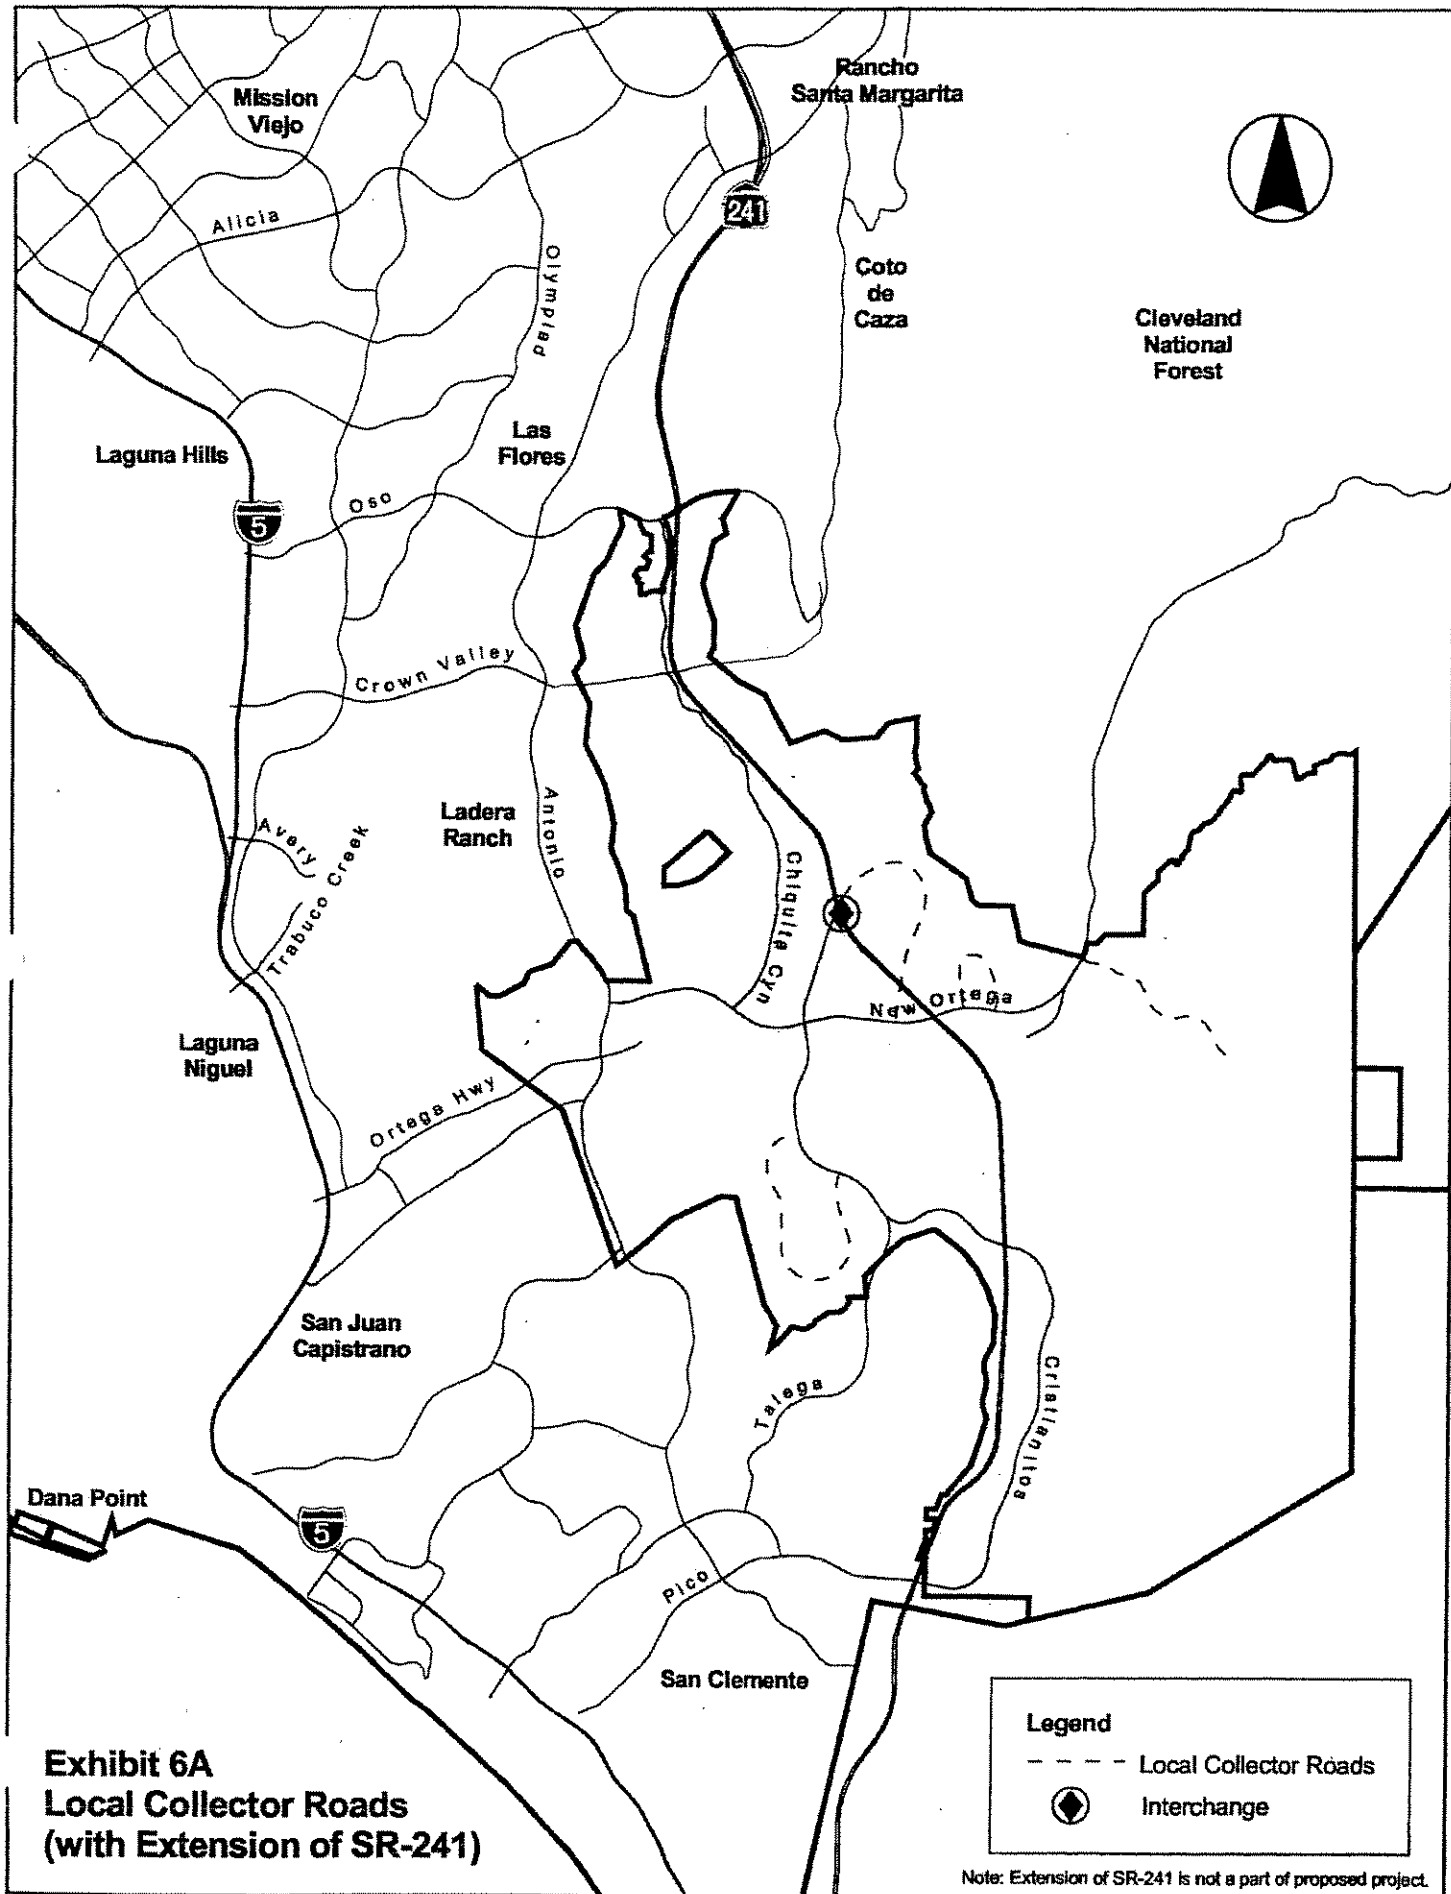 Rancho
Santa Margarita
Mission
Viejo
241
Alicia
Olympiad
Coto
de
Caza
Cleveland
National
Forest
Las
Flores
Laguna Hills
Oso
5
Crown Valley
Ladera
Ranch
Antonio
Avery
Trabuco Creek
Chiquita Cyn
New Ortega
Laguna
Niguel
Ortega Hwy
San Juan
Capistrano
Talega
Cristianitos
Dana Point
5
Pico
San Clemente
Exhibit 6A
Local Collector Roads
(with Extension of SR-241)
Legend
Local Collector Roads
Interchange
Note: Extension of SR-241 is not a part of proposed project.